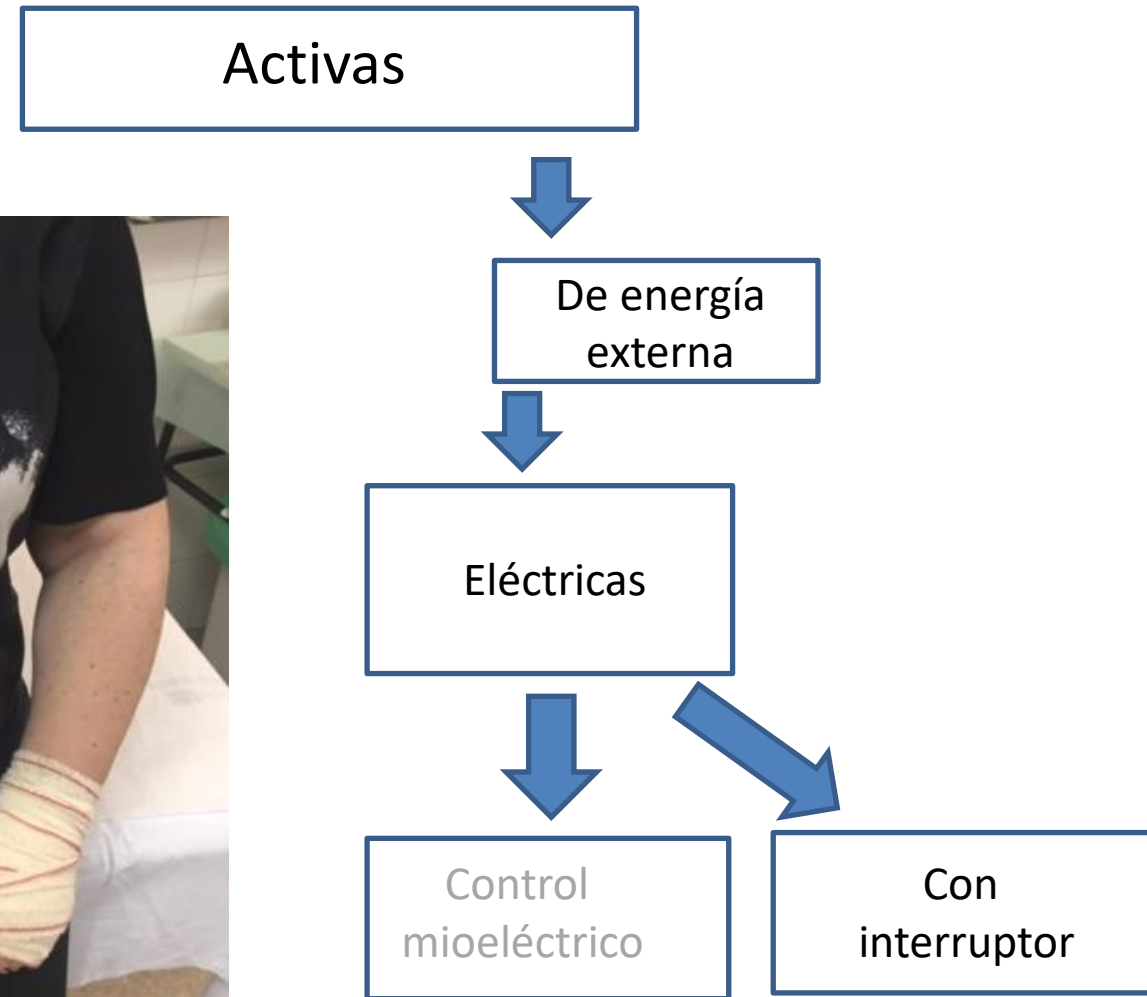 Activas
De energía
externa
Eléctricas
Control
mioeléctrico
Con
interruptor